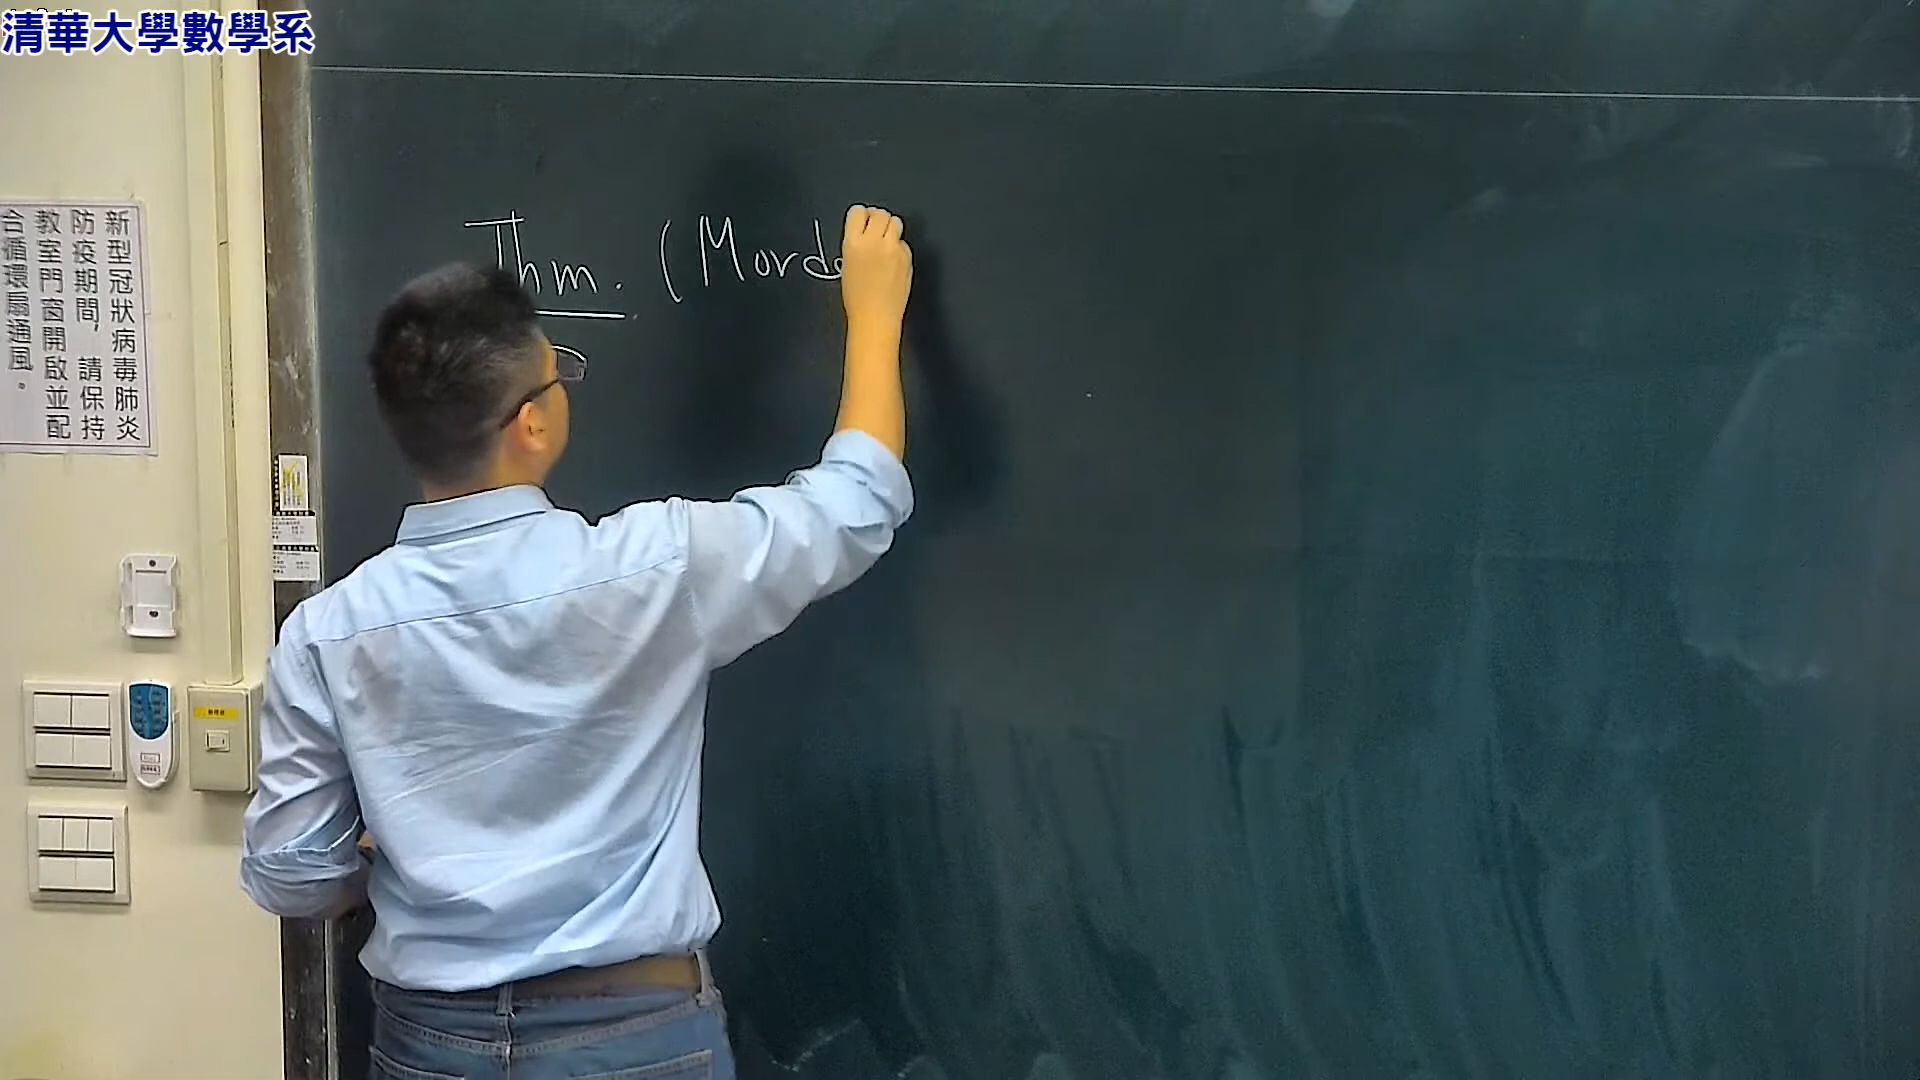 清華大學數學系
Thm. (Morde
新型冠狀病毒肺炎
防疫期間，請保持
教室門窗開啟並配
合循環扇通風。